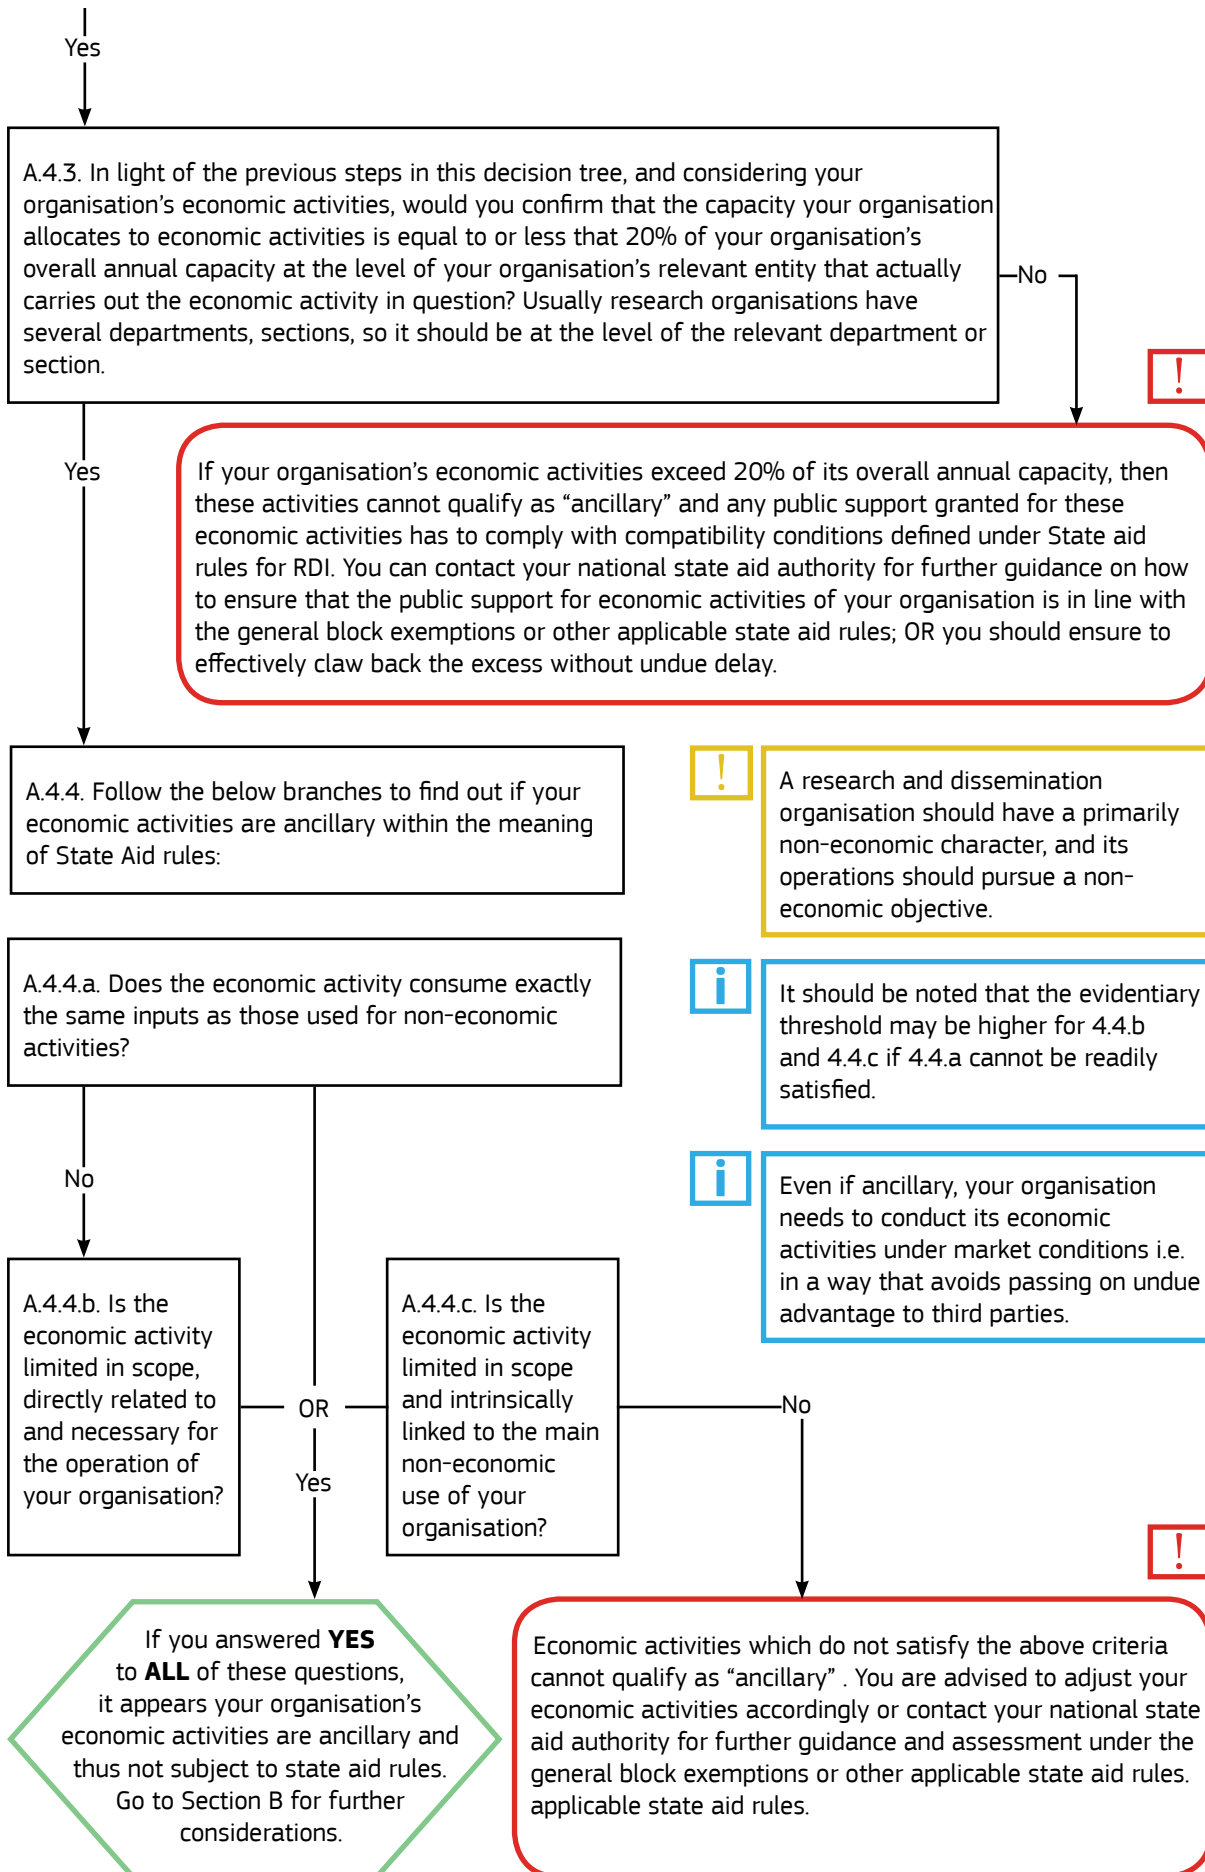 Yes
A.4.3. In light of the previous steps in this decision tree, and considering your
organisation's economic activities, would you confirm that the capacity your organisation
allocates to economic activities is equal to or less that 20% of your organisation's
overall annual capacity at the level of your organisation's relevant entity that actually
carries out the economic activity in question? Usually research organisations have
several departments, sections, so it should be at the level of the relevant department or
section.
No
!
Yes
If your organisation's economic activities exceed 20% of its overall annual capacity, then
these activities cannot qualify as “ancillary” and any public support granted for these
economic activities has to comply with compatibility conditions defined under State aid
rules for RDI. You can contact your national state aid authority for further guidance on how
to ensure that the public support for economic activities of your organisation is in line with
the general block exemptions or other applicable state aid rules; OR you should ensure to
effectively claw back the excess without undue delay.
A.4.4. Follow the below branches to find out if your
economic activities are ancillary within the meaning
of State Aid rules:
!
A research and dissemination
organisation should have a primarily
non-economic character, and its
operations should pursue a non-
economic objective.
A.4.4.a. Does the economic activity consume exactly
the same inputs as those used for non-economic
activities?
i
It should be noted that the evidentiary
threshold may be higher for 4.4.b
and 4.4.c if 4.4.a cannot be readily
satisfied.
No
i
Even if ancillary, your organisation
needs to conduct its economic
activities under market conditions i.e.
in a way that avoids passing on undue
advantage to third parties.
A.4.4.b. Is the
economic activity
limited in scope,
directly related to
and necessary for
the operation of
your organisation?
OR
Yes
A.4.4.c. Is the
economic activity
limited in scope
and intrinsically
linked to the main
non-economic
use of your
organisation?
No
!
If you answered YES
to ALL of these questions,
it appears your organisation's
economic activities are ancillary and
thus not subject to state aid rules.
Go to Section B for further
considerations.
Economic activities which do not satisfy the above criteria
cannot qualify as “ancillary” . You are advised to adjust your
economic activities accordingly or contact your national state
aid authority for further guidance and assessment under the
general block exemptions or other applicable state aid rules.
applicable state aid rules.